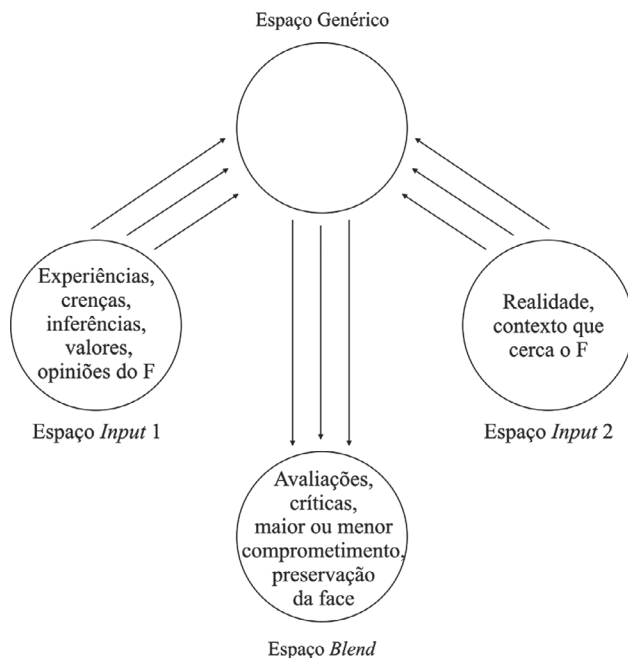 Espaço Genérico
Experiências,
crenças,
inferências,
valores,
opiniões do F
Espaço Input 1
Realidade,
contexto que
cerca o F
Espaço Input 2
Avaliações,
críticas,
maior ou menor
comprometimento,
preservação
da face
Espaço Blend